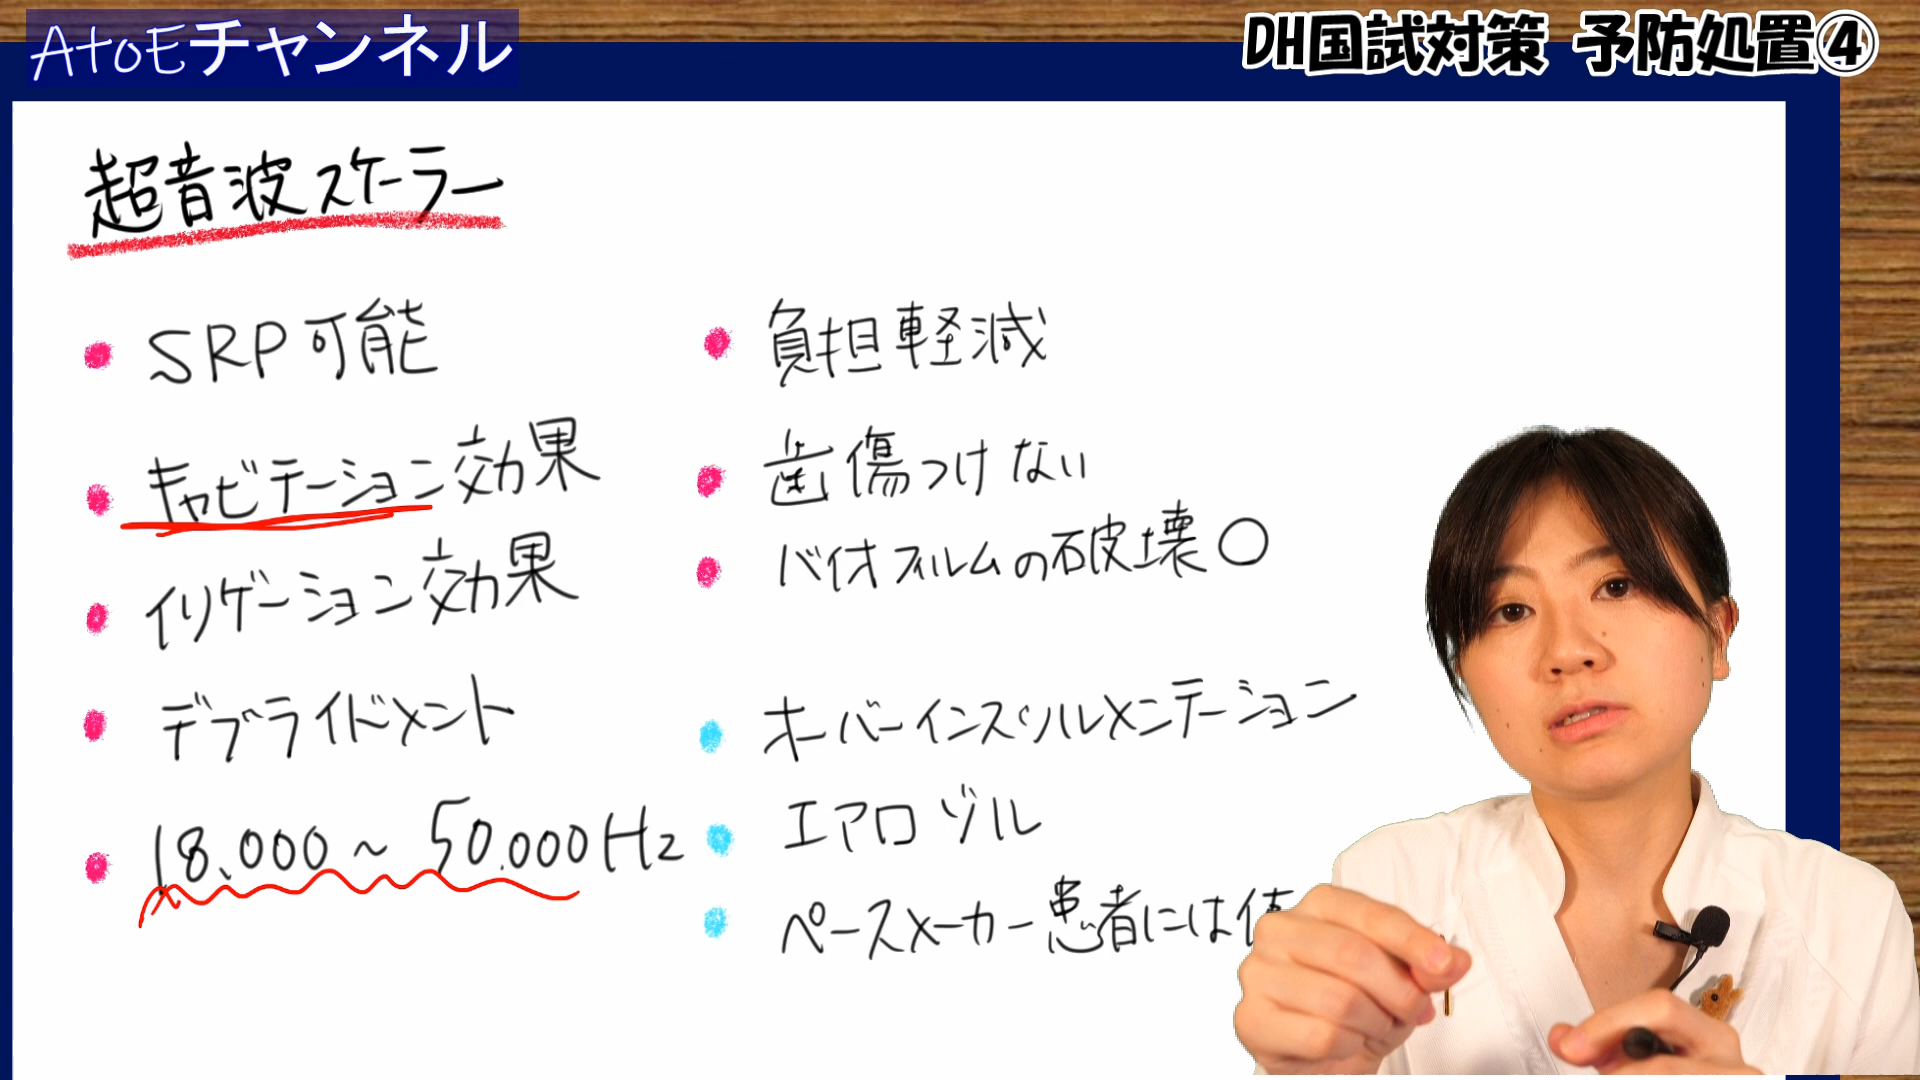 AtoEチャンネル
DH国試対策 予防処置④
超音波スケーラー
SRP可能
キャビテーション効果
イリゲーション効果
デブライドメント
18.000～50.000Hz
負担軽減
歯傷つけない
バイオフィルムの破壊○
オーバーインスツルメンテーション
エアロゾル
ペースメーカー患者には